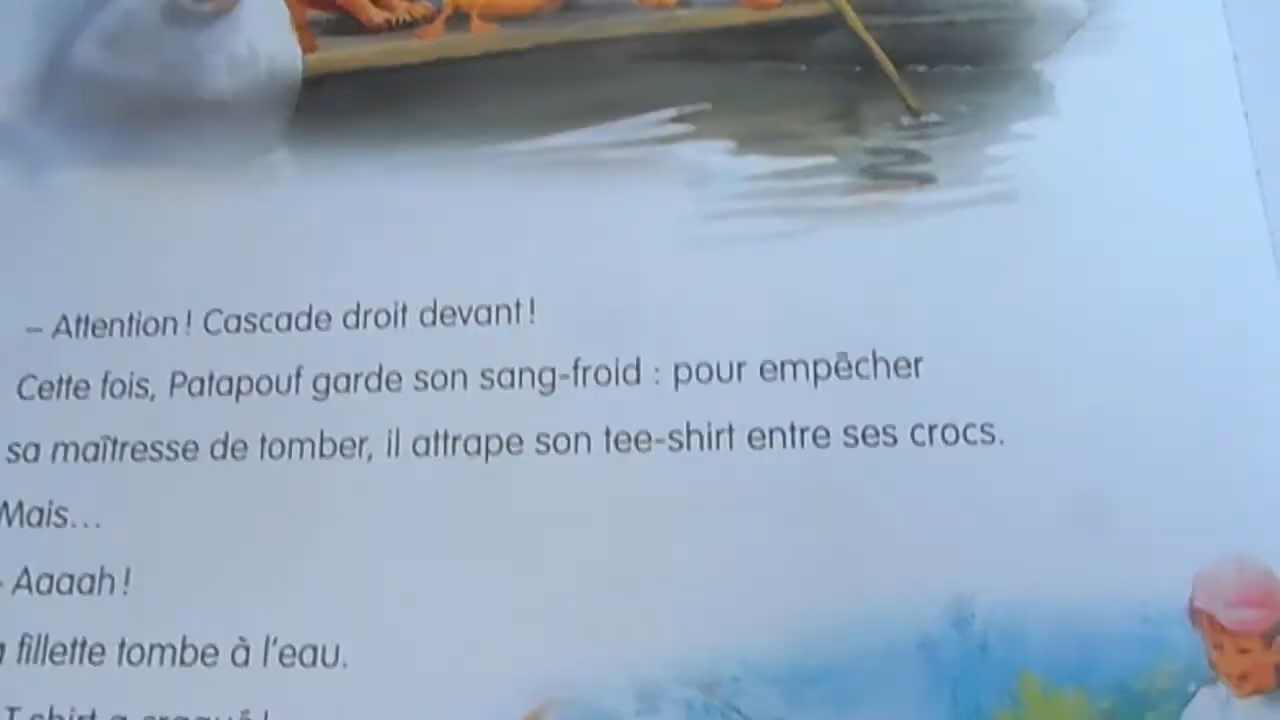 – Attention ! Cascade droit devant !
Cette fois, Patapouf garde son sang-froid : pour empêcher
sa maîtresse de tomber, il attrape son tee-shirt entre ses crocs.
Mais...
- Aaaah !
fillette tombe à l'eau.